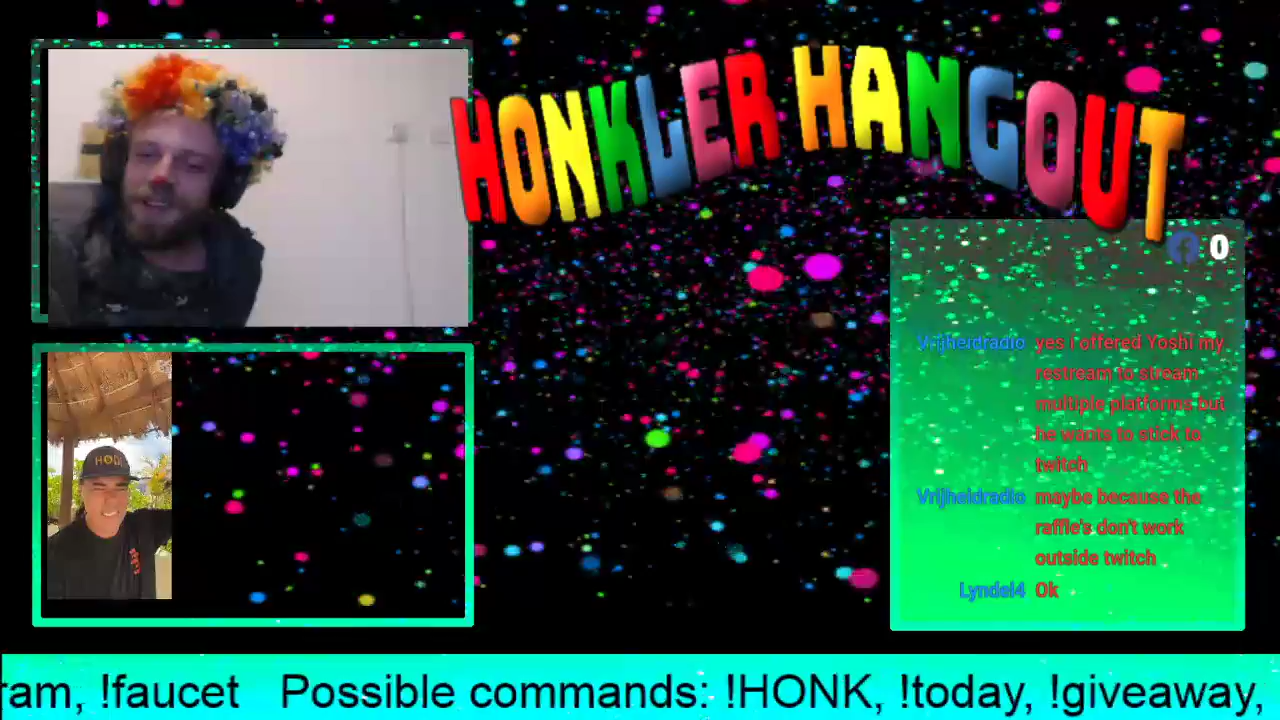 HONKLER HANGOUT
0
HODL
Vrijheidradio yes i offered Yoshi my
restream to stream
multiple platforms but
he wants to stick to
twitch
Vrijheidradio maybe because the
raffle's don't work
outside twitch
Lyndel4 Ok
ram, !faucet Possible commands: !HONK, !today, !giveaway,